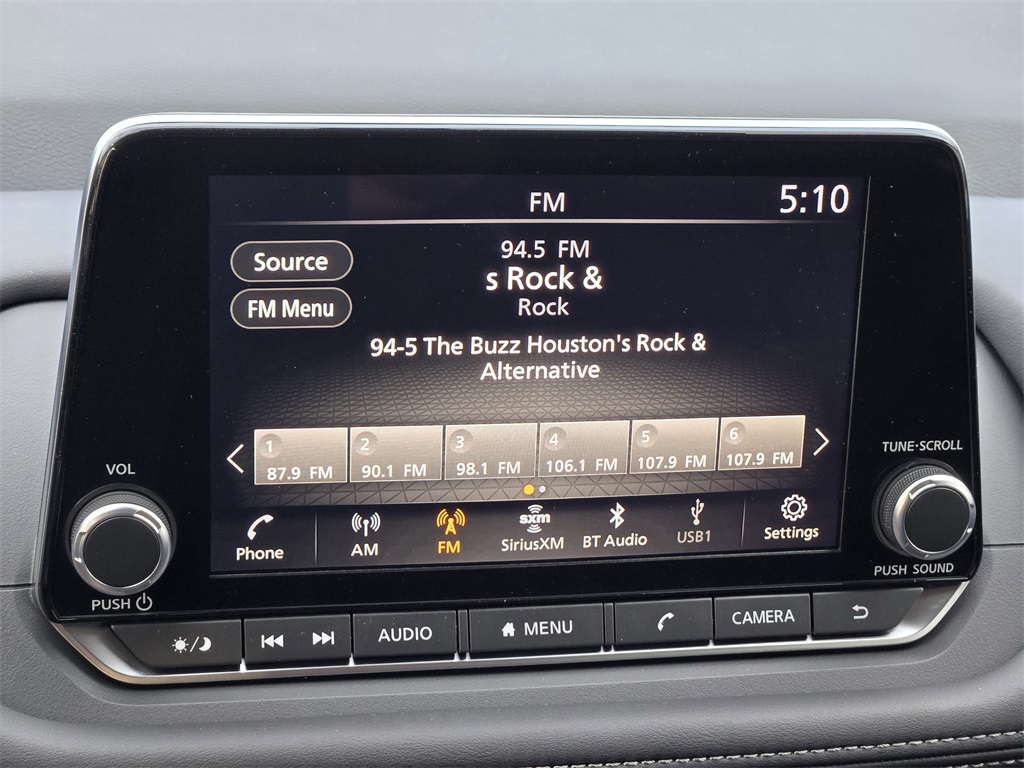 FM
5:10
94.5 FM
Source
s Rock &
FM Menu
Rock
94-5 The Buzz Houston's Rock &
Alternative
1
87.9 FM
2
90.1 FM
3
98.1 FM
4
106.1 FM
5
107.9 FM
6
107.9 FM
VOL
TUNE·SCROLL
Phone
AM
FM
sxm
SiriusXM
BT Audio
USB1
Settings
PUSH
PUSH SOUND
AUDIO
MENU
CAMERA